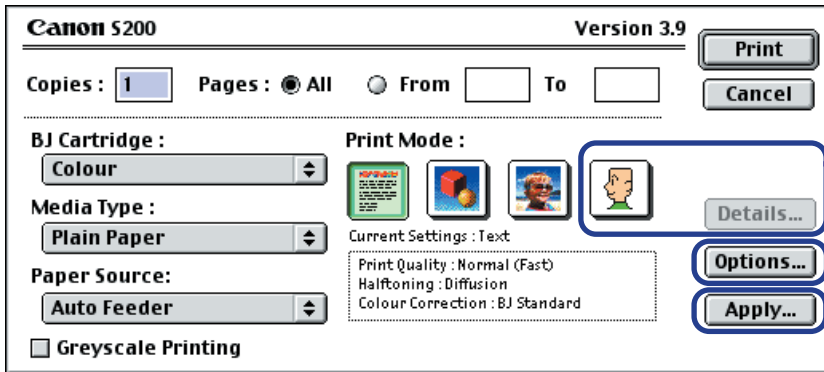 Canon S200 Version 3.9
Print
Copies : 1 Pages : All From To
Cancel
BJ Cartridge :
Colour
Media Type :
Plain Paper
Paper Source:
Auto Feeder
Greyscale Printing
Print Mode :
Current Settings : Text
Print Quality : Normal (Fast)
Halftoning : Diffusion
Colour Correction : BJ Standard
Details...
Options...
Apply...